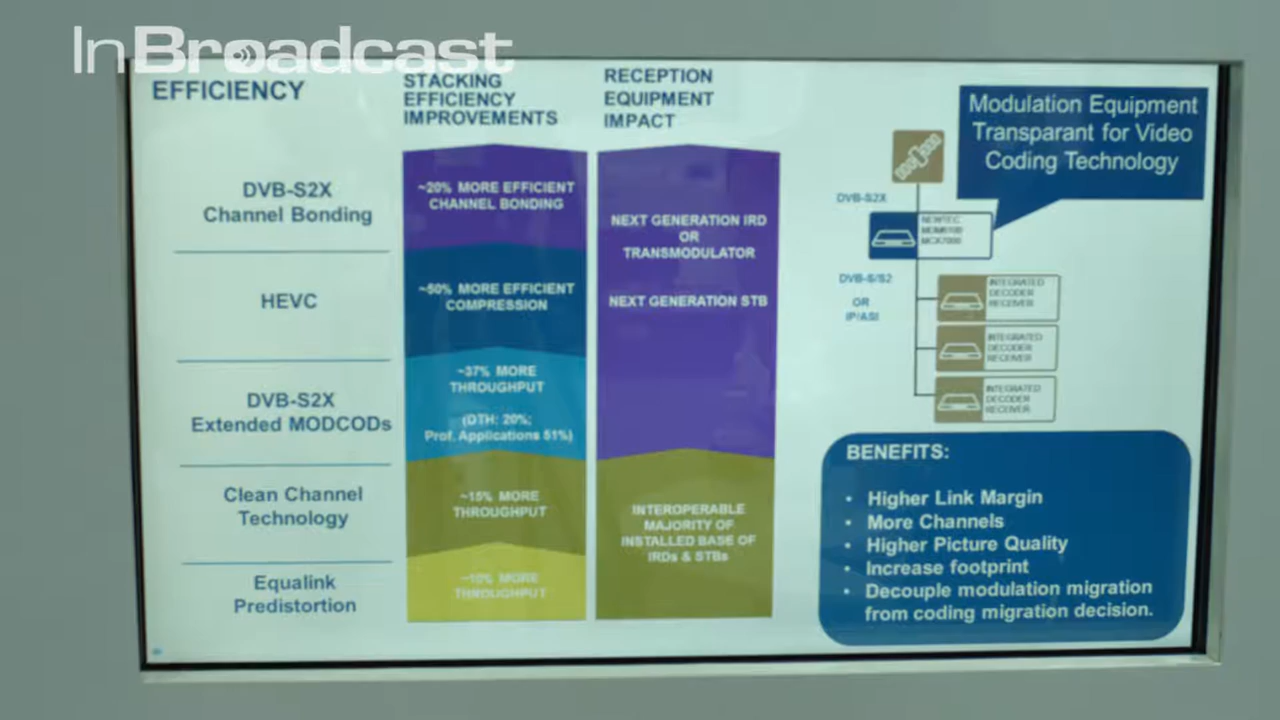 InBroadcast
EFFICIENCY
STACKING
EFFICIENCY
IMPROVEMENTS
RECEPTION
EQUIPMENT
IMPACT
DVB-S2X
Channel Bonding
HEVC
DVB-S2X
Extended MODCODs
Clean Channel
Technology
Equalink
Predistortion
~20% MORE EFFICIENT
CHANNEL BONDING
~50% MORE EFFICIENT
COMPRESSION
~37% MORE
THROUGHPUT
(DTH: 20%;
Prof. Applications 51%)
~15% MORE
THROUGHPUT
~10% MORE
THROUGHPUT
NEXT GENERATION IRD
OR
TRANSMODULATOR
NEXT GENERATION STB
INTEROPERABLE
MAJORITY OF
INSTALLED BASE OF
IRDs & STBs
Modulation Equipment
Transparant for Video
Coding Technology
DVB-S2X
NEWTEC
DVB-S/S2
OR
IP/ASI
INTEGRATED
DECODER
RECEIVER
INTEGRATED
DECODER
RECEIVER
INTEGRATED
DECODER
RECEIVER
BENEFITS:
• Higher Link Margin
• More Channels
• Higher Picture Quality
• Increase footprint
• Decouple modulation migration
from coding migration decision.